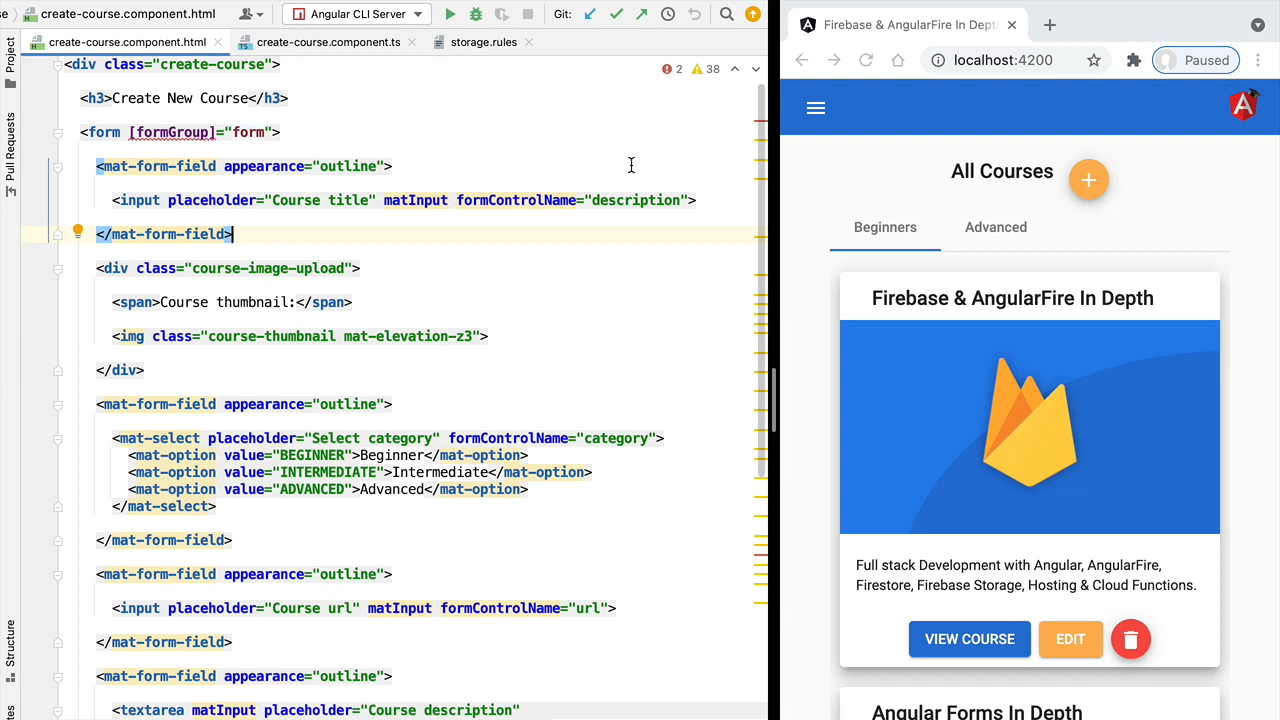 create-course.component.html
Angular CLI Server
Git:
create-course.component.html
create-course.component.ts
storage.rules
Project
Pull Requests
Structure
2
38
<div class="create-course">
<h3>Create New Course</h3>
<form [formGroup]="form">
<mat-form-field appearance="outline">
<input placeholder="Course title" matInput formControlName="description">
</mat-form-field>
<div class="course-image-upload">
<span>Course thumbnail:</span>
<img class="course-thumbnail mat-elevation-z3">
</div>
<mat-form-field appearance="outline">
<mat-select placeholder="Select category" formControlName="category">
<mat-option value="BEGINNER">Beginner</mat-option>
<mat-option value="INTERMEDIATE">Intermediate</mat-option>
<mat-option value="ADVANCED">Advanced</mat-option>
</mat-select>
</mat-form-field>
<mat-form-field appearance="outline">
<input placeholder="Course url" matInput formControlName="url">
</mat-form-field>
<mat-form-field appearance="outline">
<textarea matInput placeholder="Course description"
Firebase & AngularFire In Dept
localhost:4200
Paused
All Courses
Beginners
Advanced
Firebase & AngularFire In Depth
Full stack Development with Angular, AngularFire,
Firestore, Firebase Storage, Hosting & Cloud Functions.
VIEW COURSE
EDIT
Angular Forms In Depth